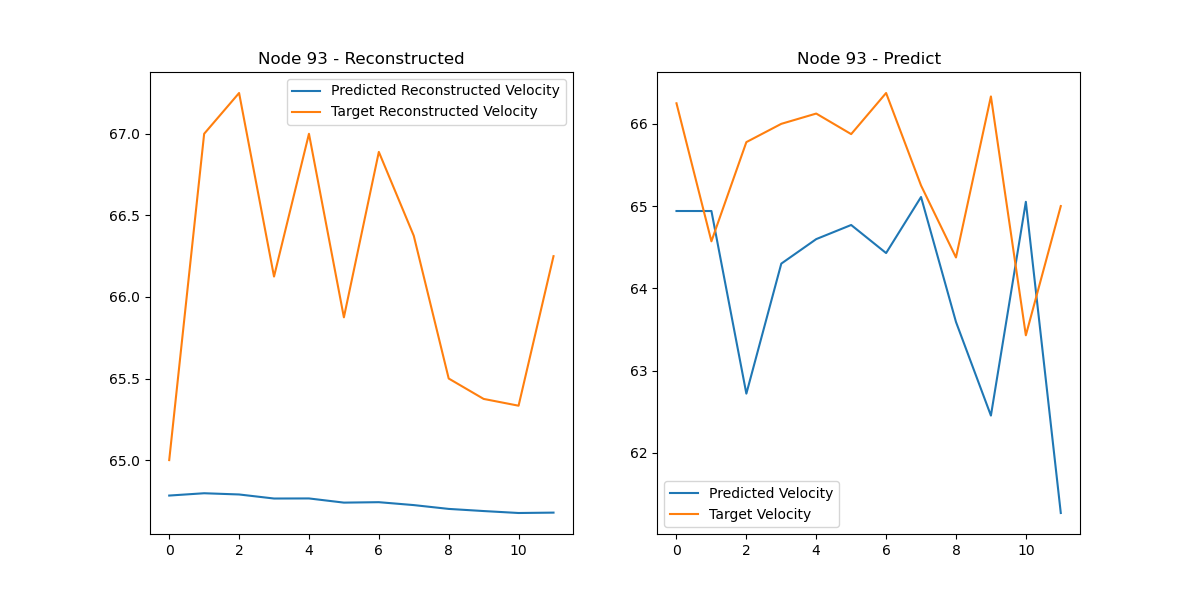 Node 93 - Reconstructed
Predicted Reconstructed Velocity
Target Reconstructed Velocity
67.0
66.5
66.0
65.5
65.0
0 2 4 6 8 10
Node 93 - Predict
66
65
64
63
62
Predicted Velocity
Target Velocity
0 2 4 6 8 10